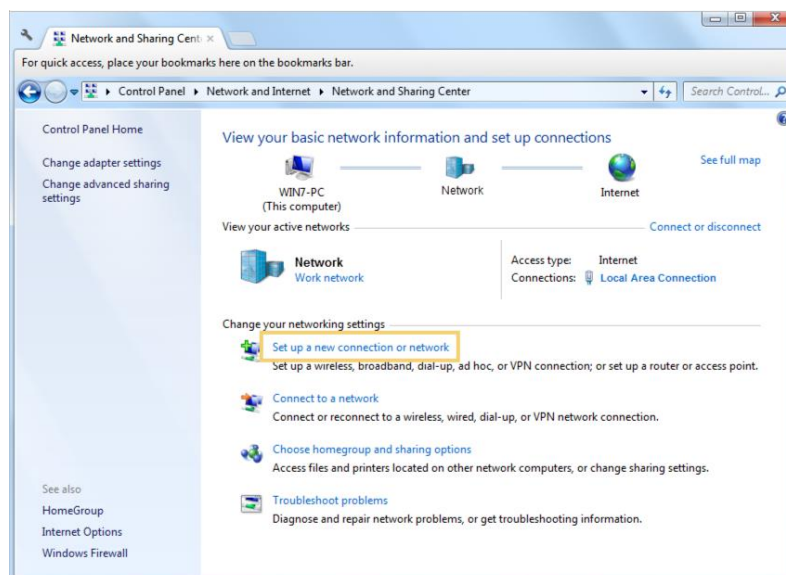 Network and Sharing Cent
For quick access, place your bookmarks here on the bookmarks bar.
Control Panel Network and Internet Network and Sharing Center
Search Control...
Control Panel Home
Change adapter settings
Change advanced sharing
settings
View your basic network information and set up connections
See full map
WIN7-PC
(This computer)
Network
Internet
View your active networks
Connect or disconnect
Network
Work network
Access type: Internet
Connections: Local Area Connection
Change your networking settings
Set up a new connection or network
Set up a wireless, broadband, dial-up, ad hoc, or VPN connection; or set up a router or access point.
Connect to a network
Connect or reconnect to a wireless, wired, dial-up, or VPN network connection.
Choose homegroup and sharing options
Access files and printers located on other network computers, or change sharing settings.
Troubleshoot problems
Diagnose and repair network problems, or get troubleshooting information.
See also
HomeGroup
Internet Options
Windows Firewall